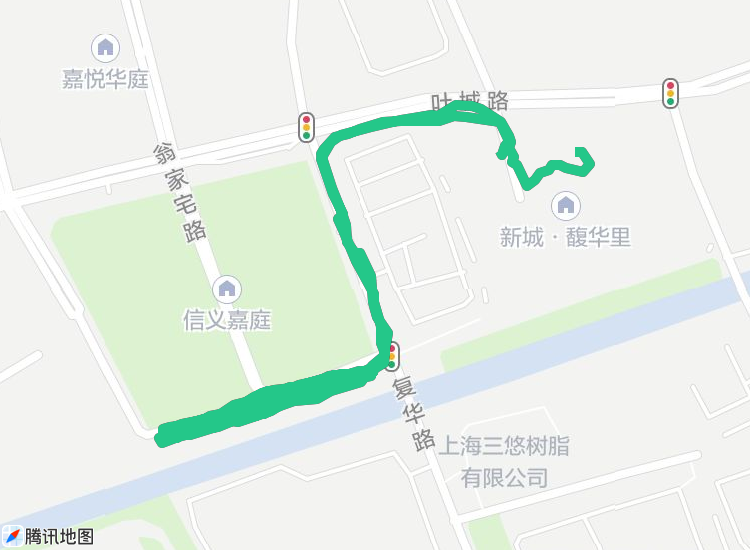 嘉悦华庭
叶城路
翁家宅路
新城·馥华里
信义嘉庭
复华路
上海三悠树脂
有限公司
腾讯地图